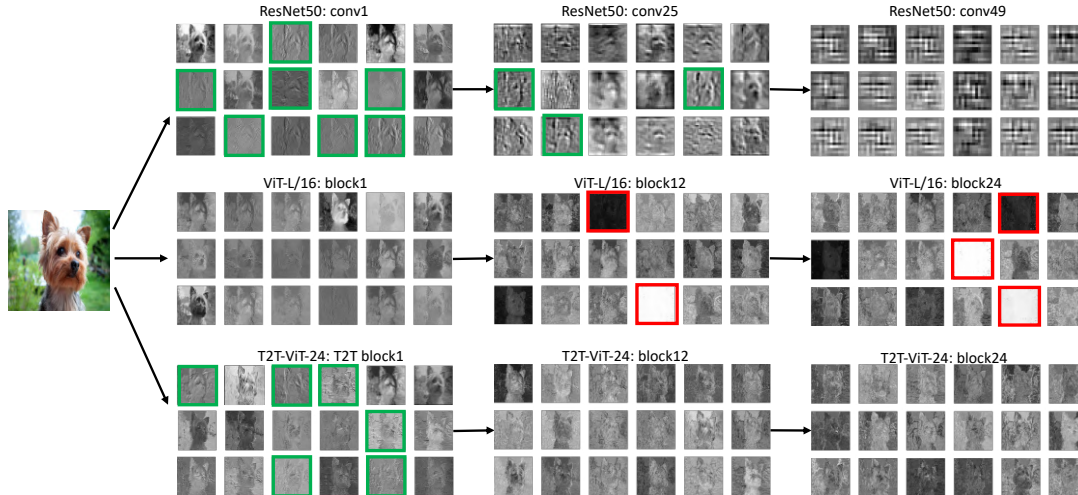 ResNet50: conv1
ResNet50: conv25
ResNet50: conv49
ViT-L/16: block1
ViT-L/16: block12
ViT-L/16: block24
T2T-ViT-24: T2T block1
T2T-ViT-24: block12
T2T-ViT-24: block24